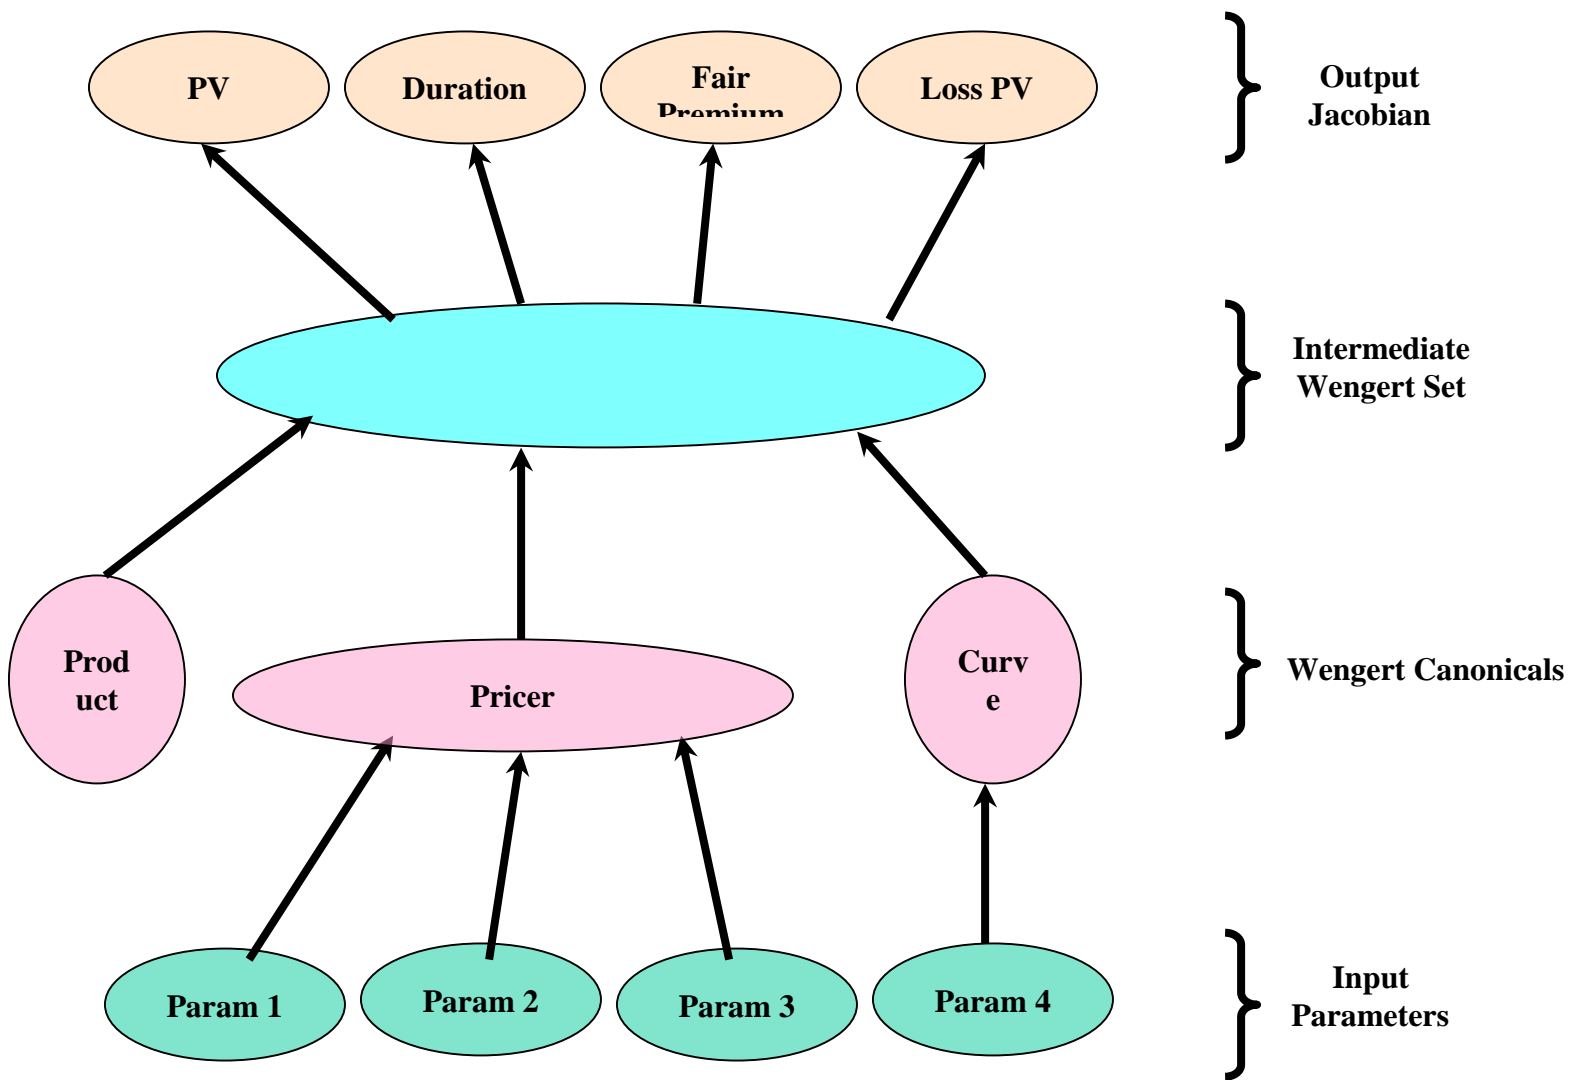 PV
Duration
Fair
Premium
Loss PV
Output
Jacobian
Intermediate
Wengert Set
Prod
uct
Pricer
Curv
e
Wengert Canonicals
Param 1
Param 2
Param 3
Param 4
Input
Parameters